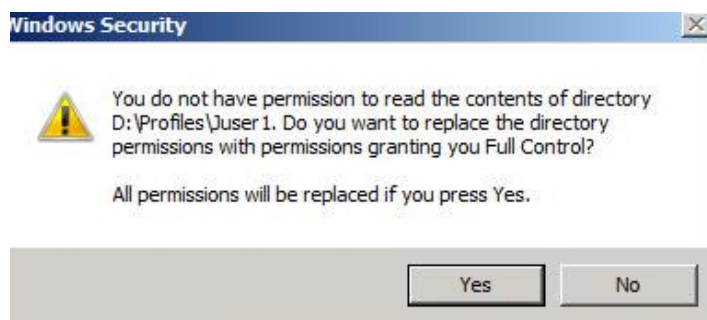 Windows Security
You do not have permission to read the contents of directory
D:\Profiles\Juser1. Do you want to replace the directory
permissions with permissions granting you Full Control?
All permissions will be replaced if you press Yes.
Yes No